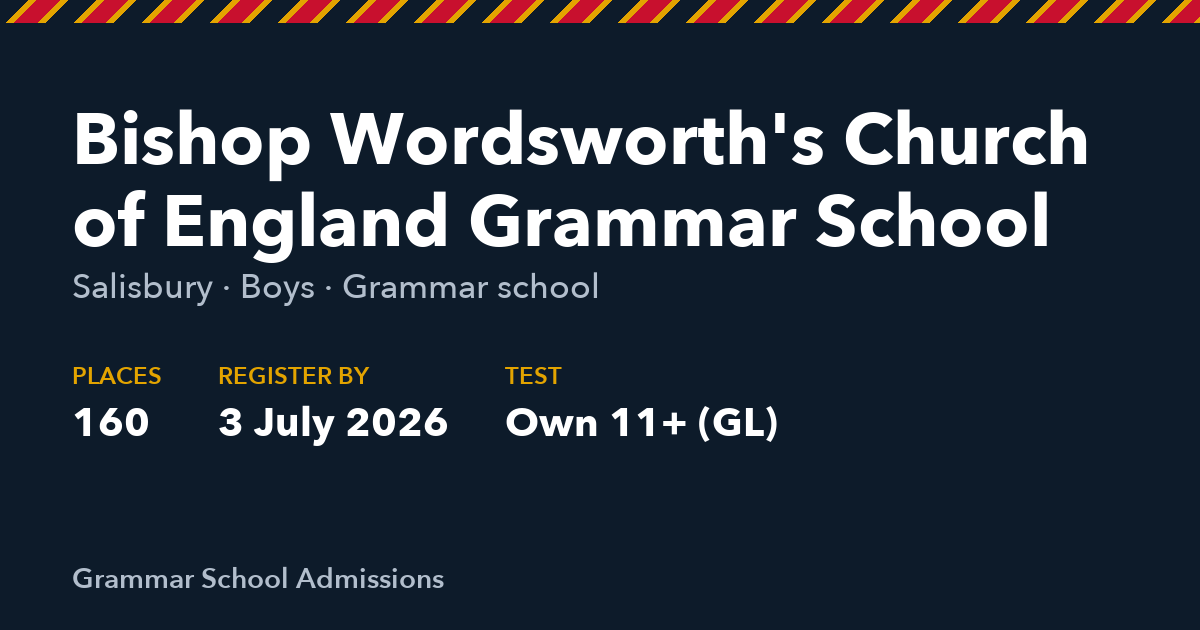 Bishop Wordsworth's Church
of England Grammar School
Salisbury · Boys · Grammar school
PLACES REGISTER BY TEST
160 3 July 2026 Own 11+ (GL)
Grammar School Admissions